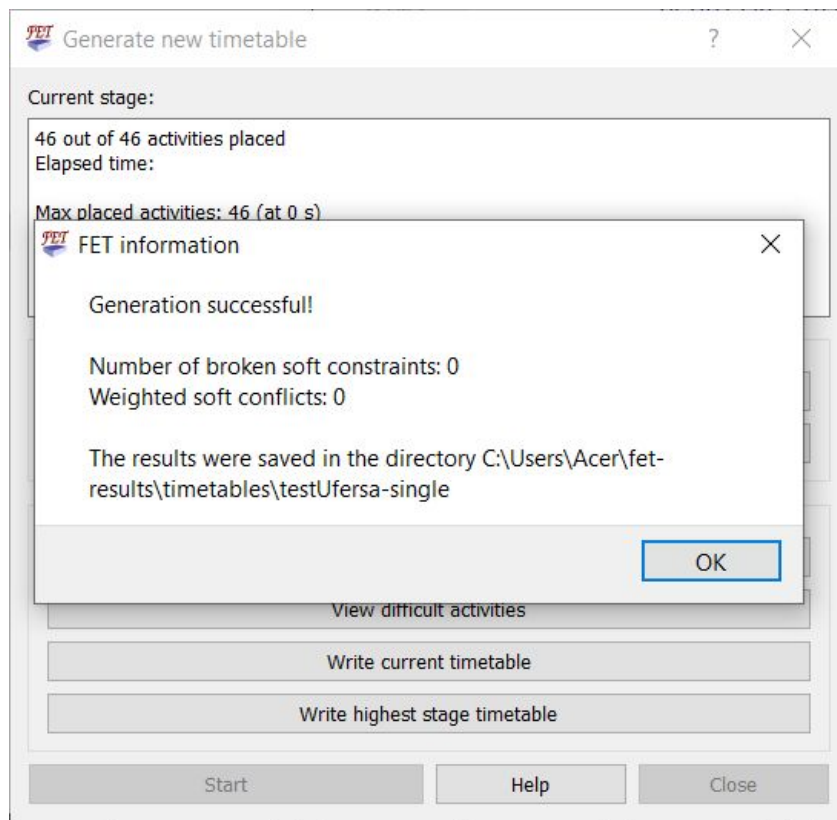 FET Generate new timetable ? 
Current stage:
46 out of 46 activities placed
Elapsed time:
Max placed activities: 46 (at 0 s)
FET FET information
Generation successful!
Number of broken soft constraints: 0
Weighted soft conflicts: 0
The results were saved in the directory C:\Users\Acer\fet-
results\timetables\testUfersa-single
OK
View difficult activities
Write current timetable
Write highest stage timetable
Start Help Close